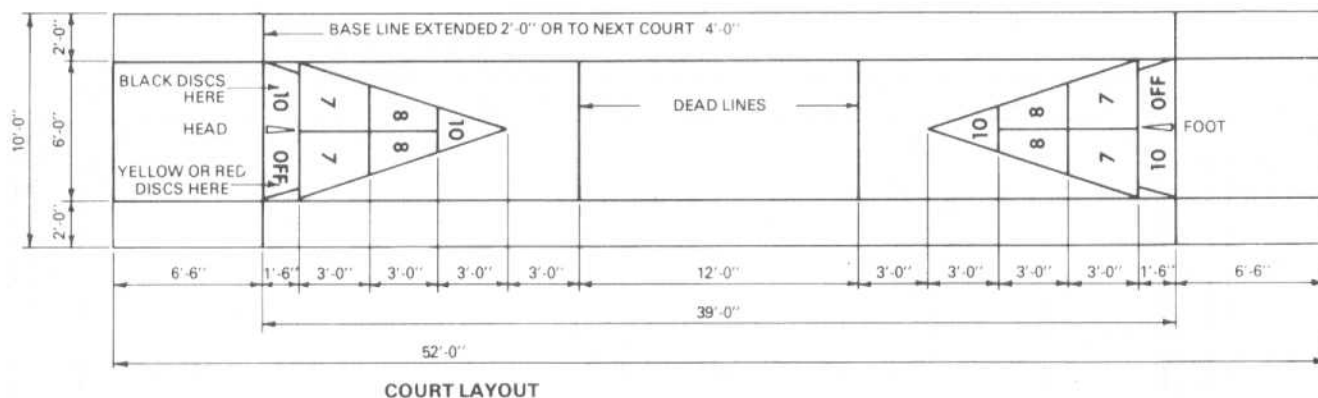 BASE LINE EXTENDED 2'-0" OR TO NEXT COURT 4'-0"
2'-0"
BLACK DISCS
HERE
10
7
8
10
DEAD LINES
10
8
7
OFF
10'-0"
6'-0"
HEAD
FOOT
YELLOW OR RED
DISCS HERE
OFF
7
8
8
7
10
2'-0"
6'-6" 1'-6" 3'-0" 3'-0" 3'-0" 3'-0" 12'-0" 3'-0" 3'-0" 3'-0" 3'-0" 1'-6" 6'-6"
39'-0"
52'-0"
COURT LAYOUT